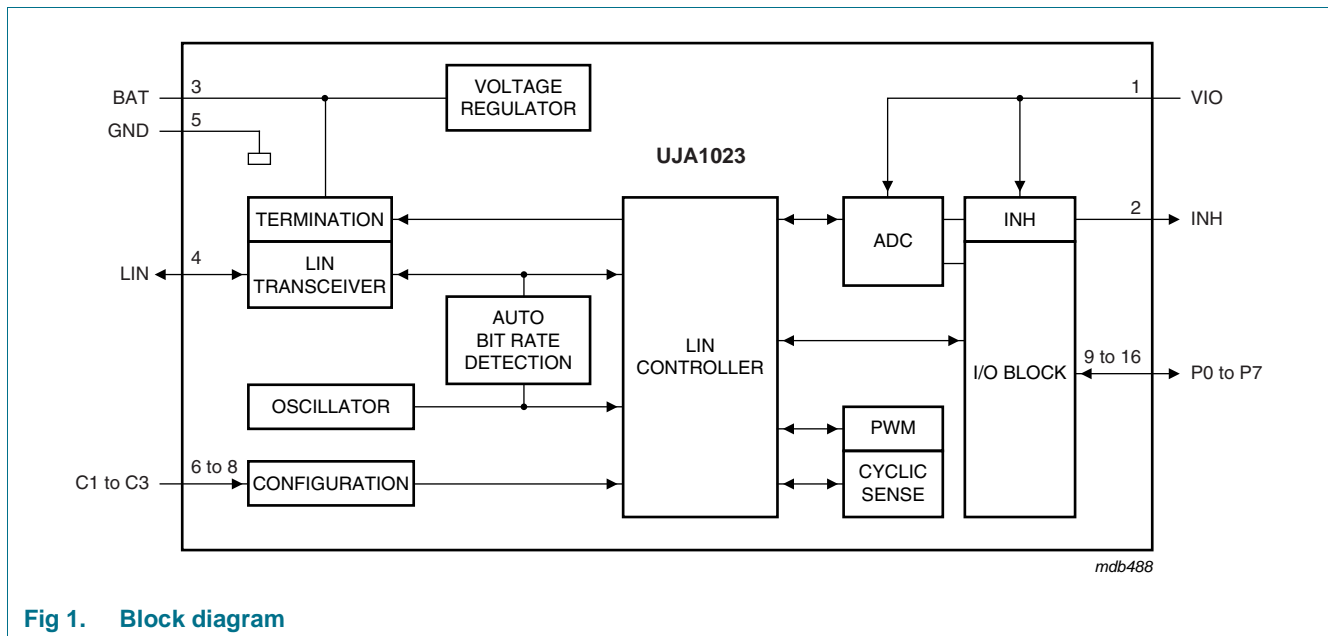 BAT
3
VOLTAGE
REGULATOR
1
VIO
GND
5
UJA1023
TERMINATION
ADC
INH
2
INH
LIN
4
LIN
TRANSCEIVER
AUTO
BIT RATE
DETECTION
LIN
CONTROLLER
I/O BLOCK
9 to 16
P0 to P7
OSCILLATOR
PWM
C1 to C3
6 to 8
CONFIGURATION
CYCLIC
SENSE
mdb488
Fig 1. Block diagram